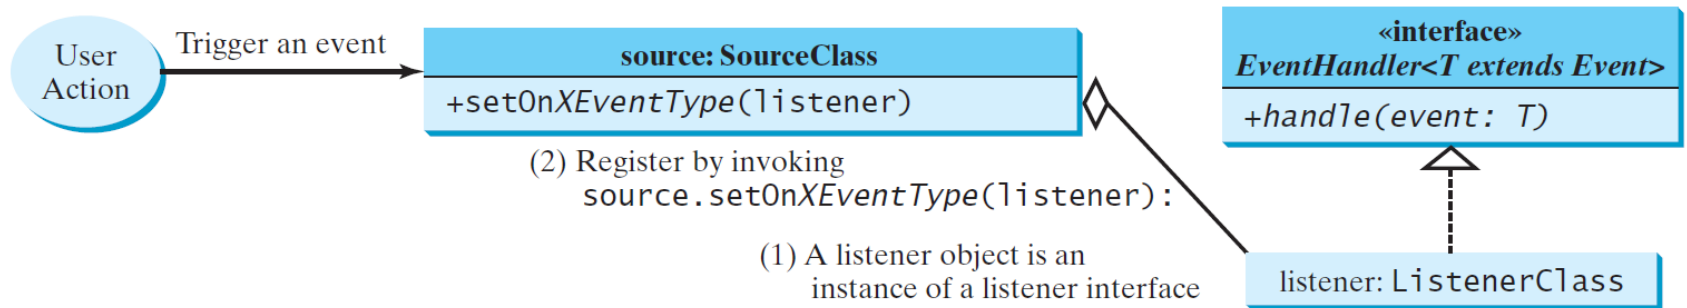 User
Action
Trigger an event
source: SourceClass
+setOnXEventType(listener)
(2) Register by invoking
source.setOnXEventType(listener):
(1) A listener object is an
instance of a listener interface
«interface»
EventHandler<T extends Event>
+handle(event: T)
listener: ListenerClass